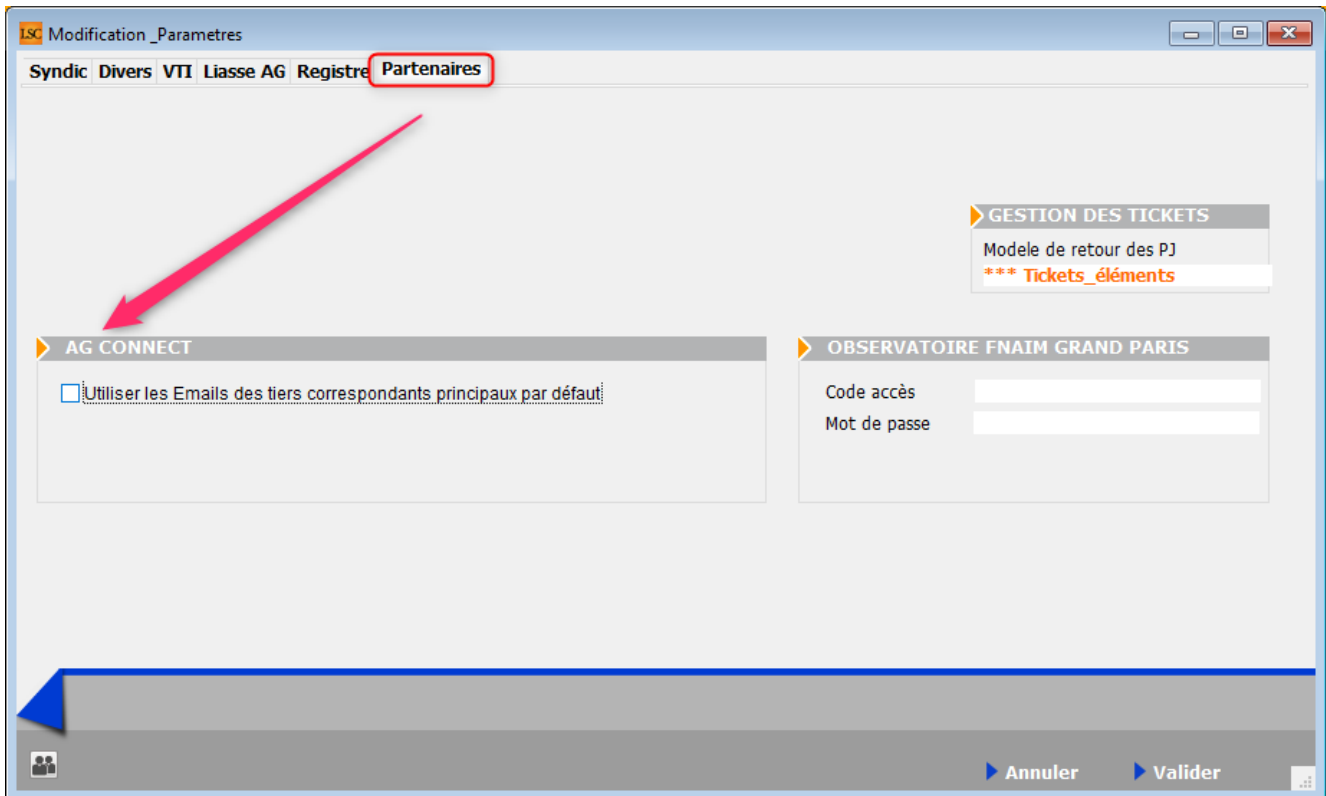 LSC Modification _Parametres
Syndic Divers VTI Liasse AG Registre Partenaires
GESTION DES TICKETS
Modele de retour des PJ
*** Tickets_éléments
AG CONNECT
Utiliser les Emails des tiers correspondants principaux par défaut
OBSERVATOIRE FNAIM GRAND PARIS
Code accès
Mot de passe
Annuler Valider